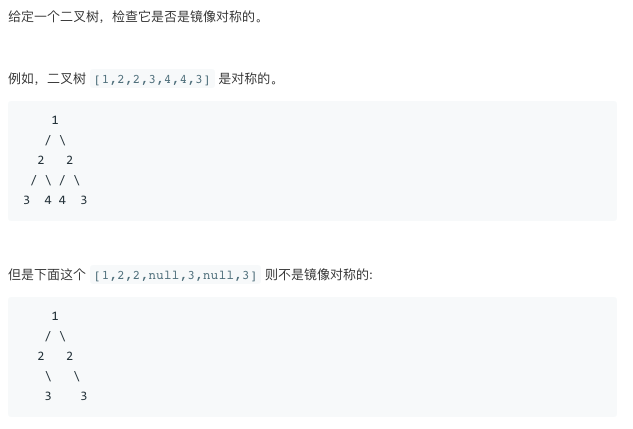 给定一个二叉树，检查它是否是镜像对称的。
例如，二叉树 [1,2,2,3,4,4,3] 是对称的。
    1
   / \
  2   2
 / \ / \
3  4 4  3
但是下面这个 [1,2,2,null,3,null,3] 则不是镜像对称的:
    1
   / \
  2   2
   \   \
   3    3